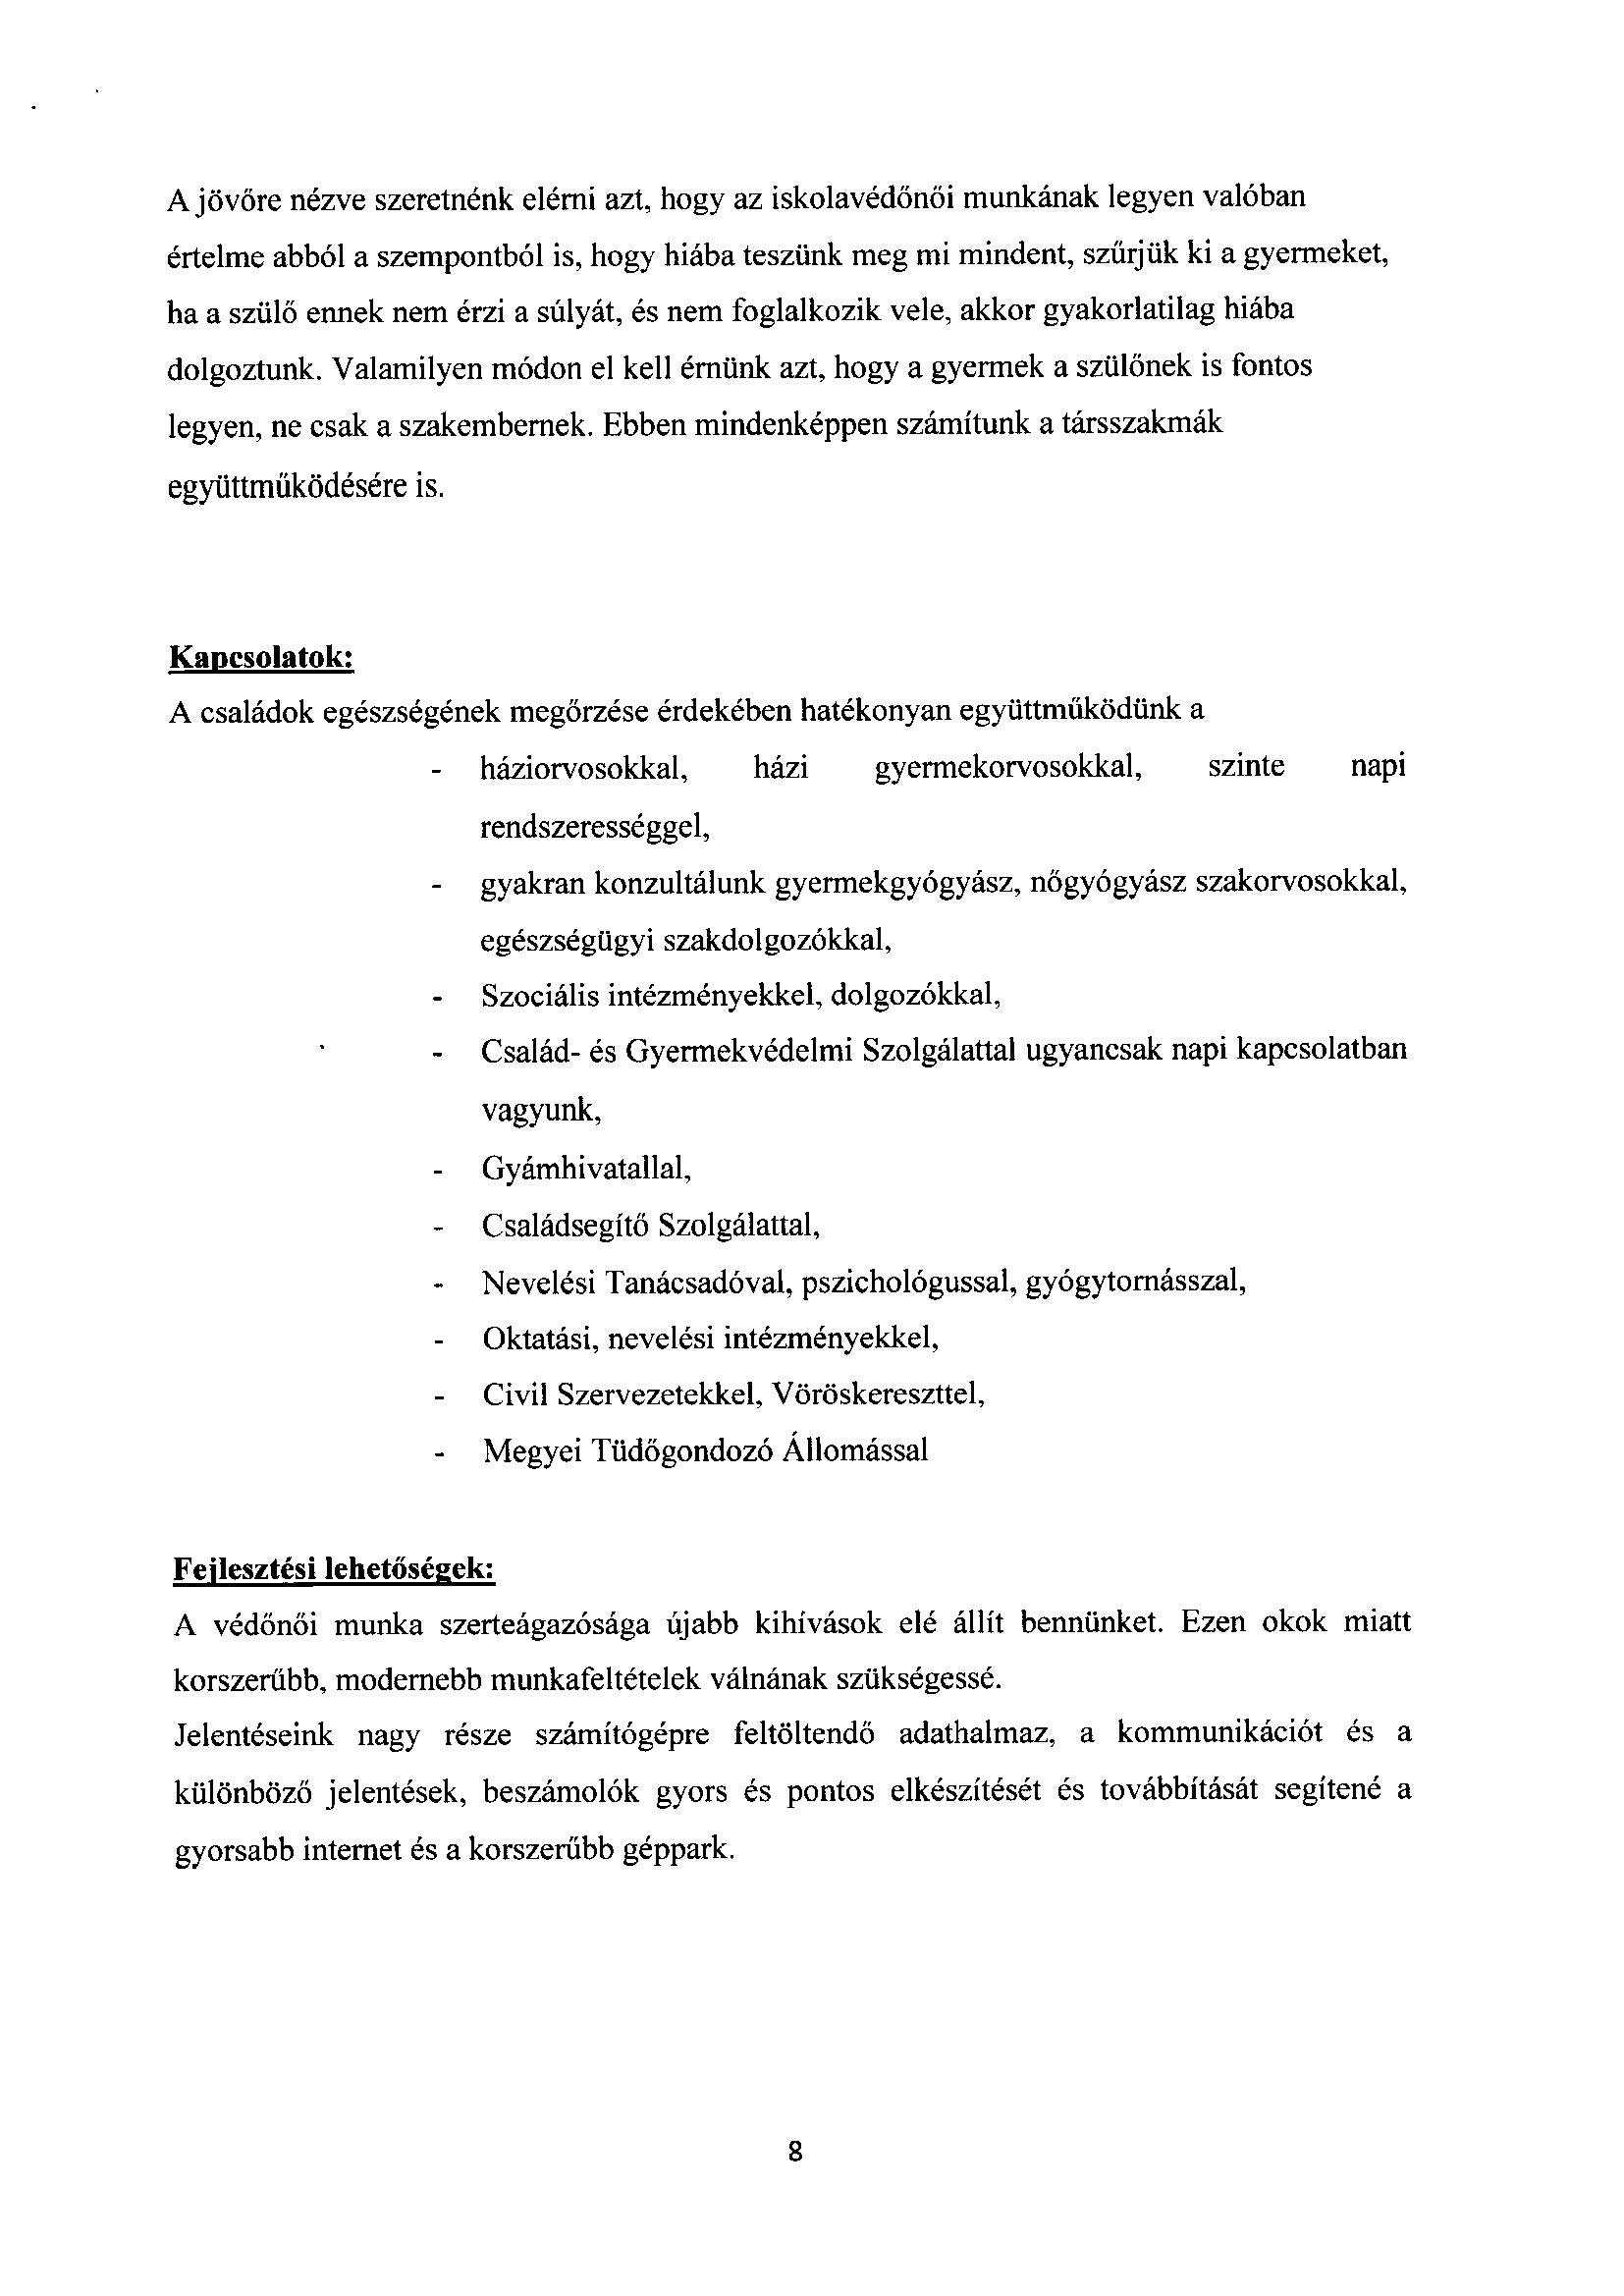 A jövőre nézve szeretnénk elérni azt, hogy az iskolavédőnői munkának legyen valóban
értelme abból a szempontból is, hogy hiába teszünk meg mi mindent, szűrjük ki a gyermeket,
ha a szülő ennek nem érzi a súlyát, és nem foglalkozik vele, akkor gyakorlatilag hiába
dolgoztunk. Valamilyen módon el kell érnünk azt, hogy a gyermek a szülőnek is fontos
legyen, ne csak a szakembernek. Ebben mindenképpen számítunk a társszakmák
együttműködésére is.
Kapcsolatok:
A családok egészségének megőrzése érdekében hatékonyan együttműködünk a
- háziorvosokkal, házi gyermekorvosokkal, szinte napi
rendszerességgel,
- gyakran konzultálunk gyermekgyógyász, nőgyógyász szakorvosokkal,
egészségügyi szakdolgozókkal,
- Szociális intézményekkel, dolgozókkal,
- Család- és Gyermekvédelmi Szolgálattal ugyancsak napi kapcsolatban
vagyunk,
- Gyámhivatallal,
- Családsegítő Szolgálattal,
- Nevelési Tanácsadóval, pszichológussal, gyógytornásszal,
- Oktatási, nevelési intézményekkel,
- Civil Szervezetekkel, Vöröskereszttel,
- Megyei Tüdőgondozó Állomással
Fejlesztési lehetőségek:
A védőnői munka szerteágazósága újabb kihívások elé állít bennünket. Ezen okok miatt
korszerűbb, modernebb munkafeltételek válnának szükségessé.
Jelentéseink nagy része számítógépre feltöltendő adathalmaz, a kommunikációt és a
különböző jelentések, beszámolók gyors és pontos elkészítését és továbbítását segítené a
gyorsabb internet és a korszerűbb géppark.
8